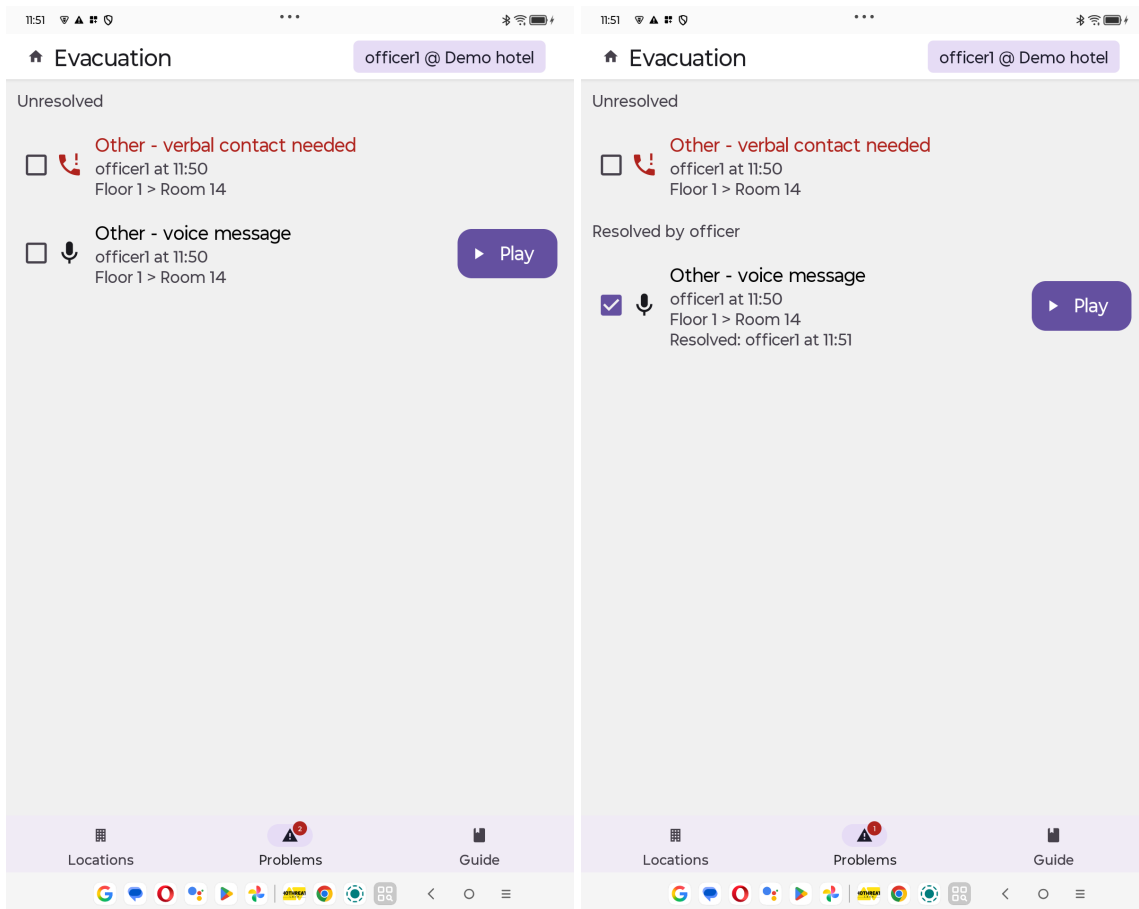 11:51
Evacuation
officer1 @ Demo hotel
Unresolved
Other - verbal contact needed
officer1 at 11:50
Floor 1 > Room 14
Other - voice message
officer1 at 11:50
Floor 1 > Room 14
Play
2
Locations
Problems
Guide
11:51
Evacuation
officer1 @ Demo hotel
Unresolved
Other - verbal contact needed
officer1 at 11:50
Floor 1 > Room 14
Resolved by officer
Other - voice message
officer1 at 11:50
Floor 1 > Room 14
Resolved: officer1 at 11:51
Play
1
Locations
Problems
Guide